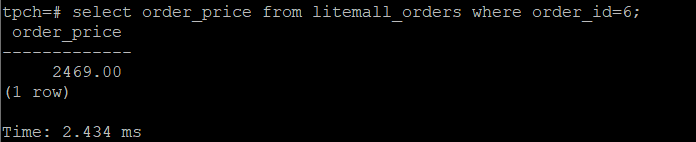 tpch=# select order_price from litemall_orders where order_id=6;
order_price
-------------
2469.00
(1 row)
Time: 2.434 ms